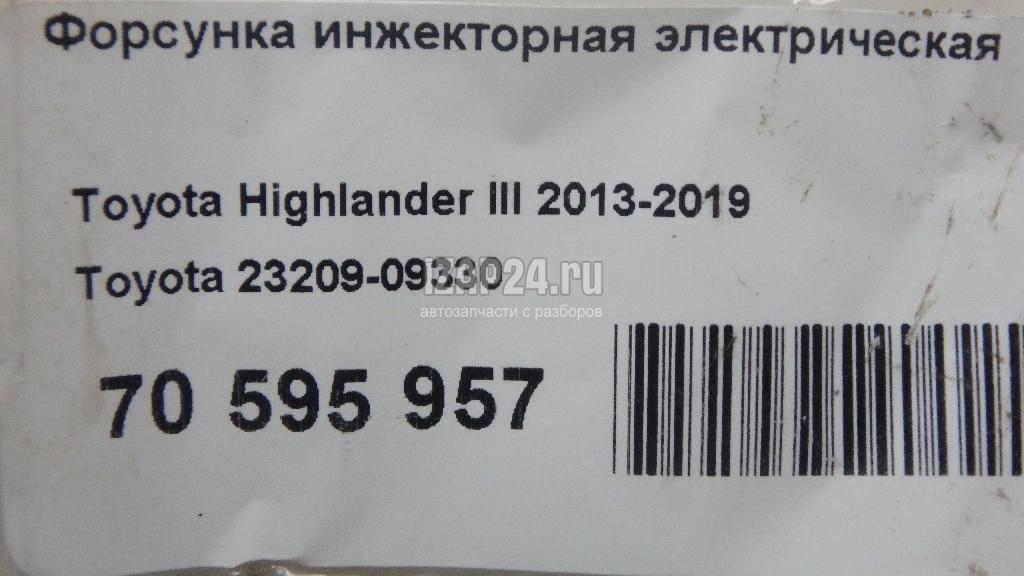 Форсунка инжекторная электрическая
Toyota Highlander III 2013-2019
Toyota 23209-09330
izap24.ru
автозапчасти с разборов
70 595 957